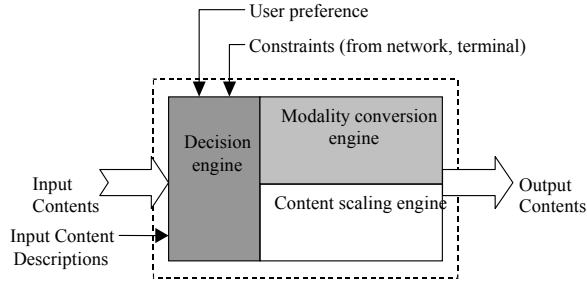 User preference
Constraints (from network, terminal)
Modality conversion
engine
Decision
engine
Input
Contents
Content scaling engine
Output
Contents
Input Content
Descriptions